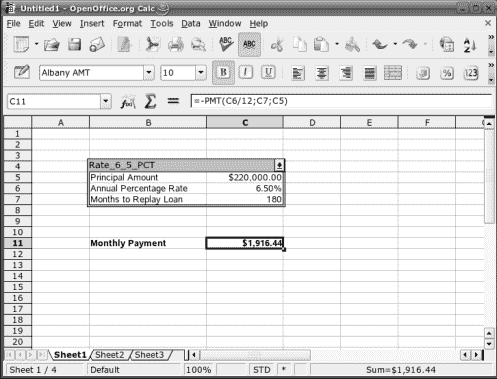 Untitled1 - OpenOffice.org Calc
File Edit View Insert Format Tools Data Window Help
ABC ABC
Albany AMT 10 B I U
C11 f(x) Σ = =-PMT(C6/12;C7;C5)
A B C D E F
1
2
3
4 Rate_6_5_PCT
5 Principal Amount $220,000.00
6 Annual Percentage Rate 6.50%
7 Months to Replay Loan 180
8
9
10
11 Monthly Payment $1,916.44
12
13
14
15
16
17
18
19
20
Sheet1 Sheet2 Sheet3
Sheet 1 / 4 Default 100% STD * Sum=$1,916.44